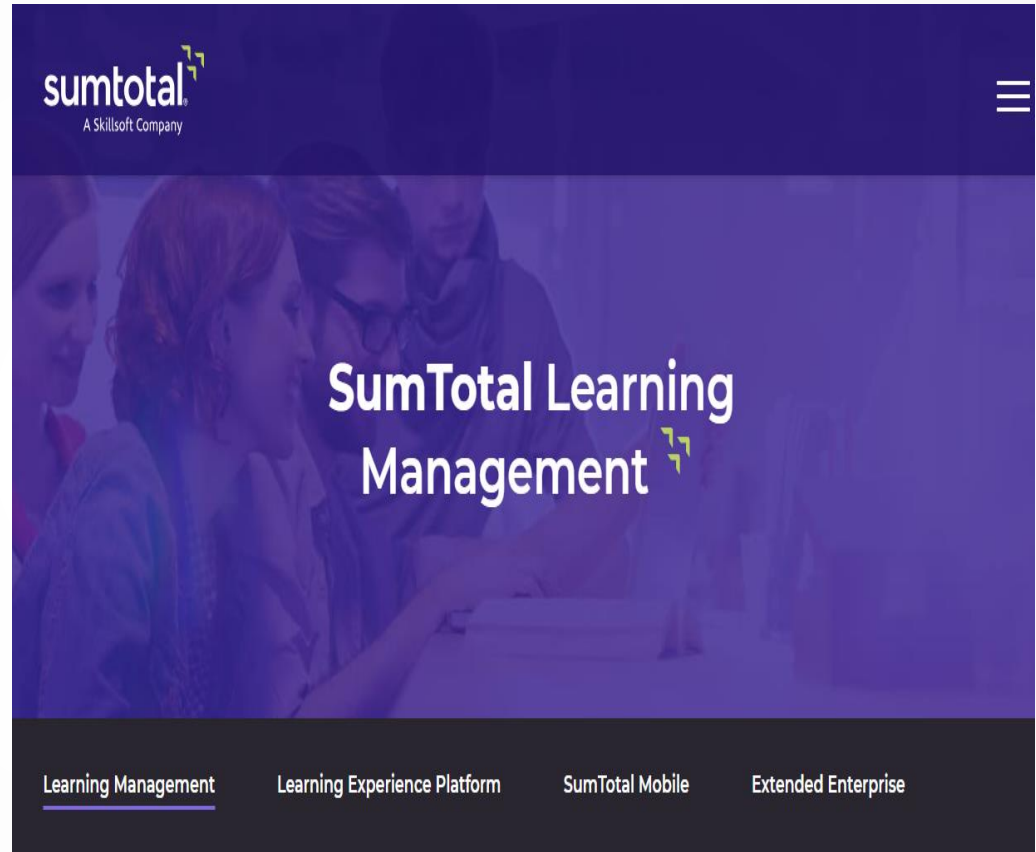 sumtotal®
A Skillsoft Company
SumTotal Learning
Management
Learning Management
Learning Experience Platform
SumTotal Mobile
Extended Enterprise